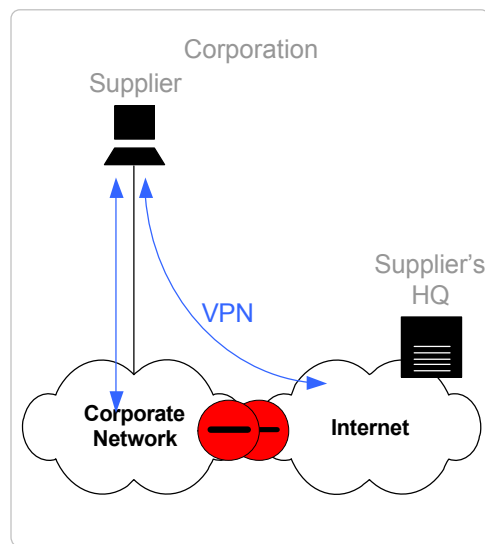 Corporation
Supplier
Supplier's
HQ
VPN
Corporate
Network
Internet